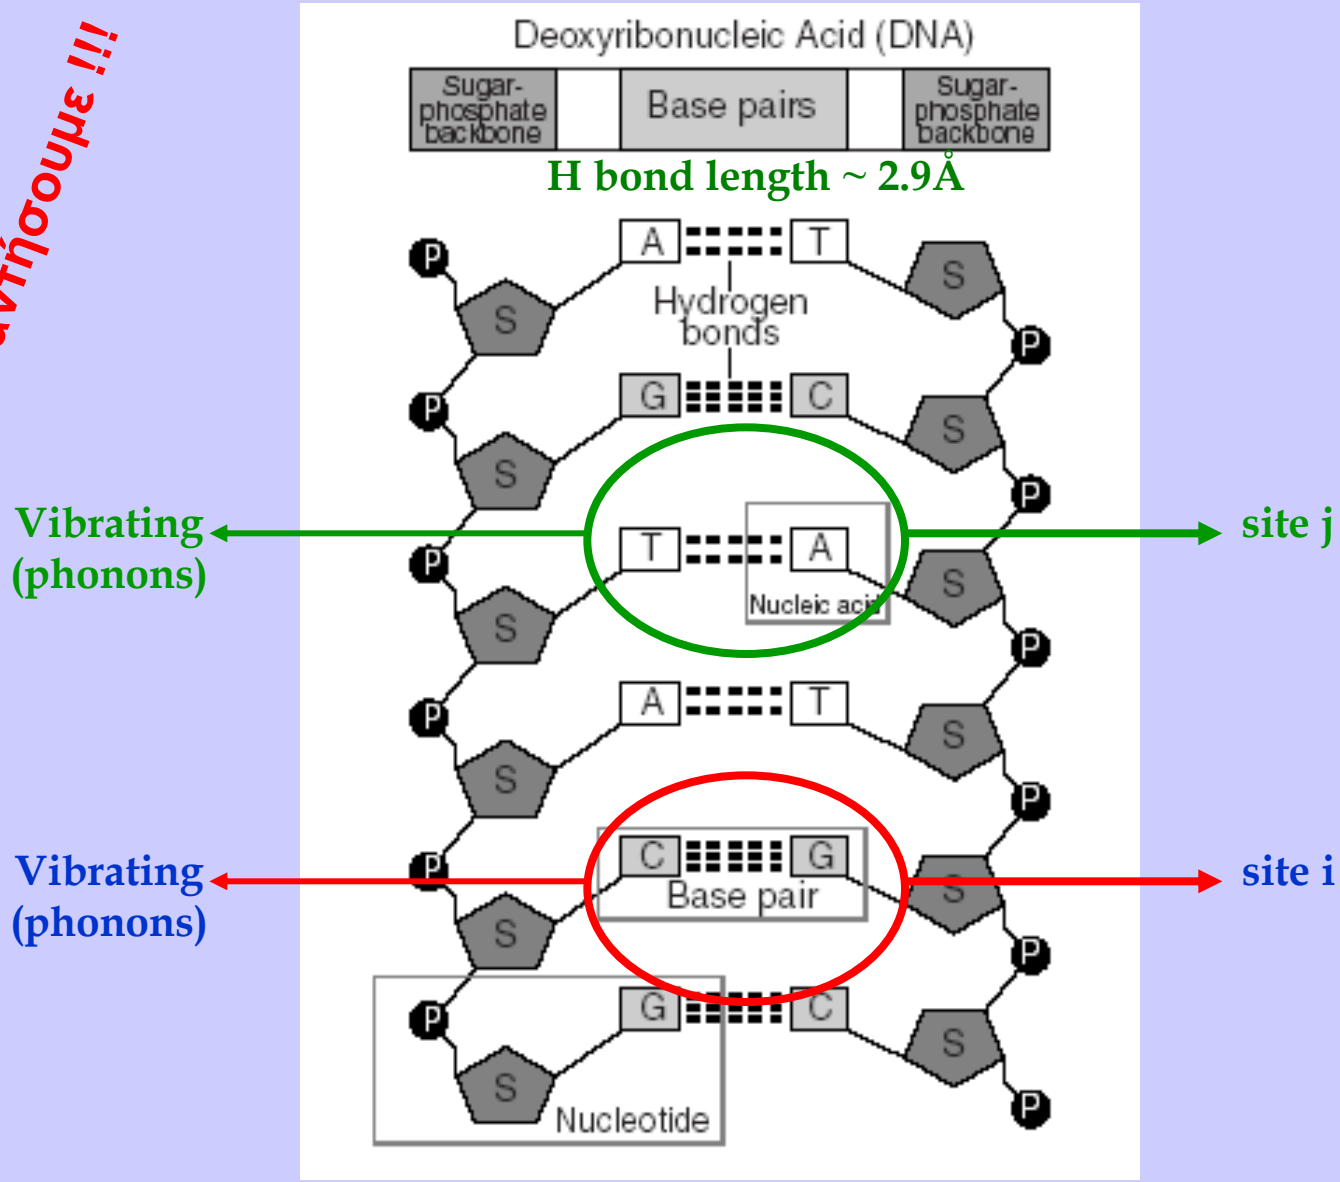 !!!
Deoxyribonucleic Acid (DNA)
Sugar-
phosphate
backbone
Base pairs
Sugar-
phosphate
backbone
H bond length ~ 2.9Å
P A T S
S
Hydrogen
bonds
P
P G C S
S
P
Vibrating
(phonons)
site j
P T A S
Nucleic acid
S
P
P A T S
S
P
Vibrating
(phonons)
site i
P C G S
Base pair
S
P
P G C S
S
Nucleotide
P